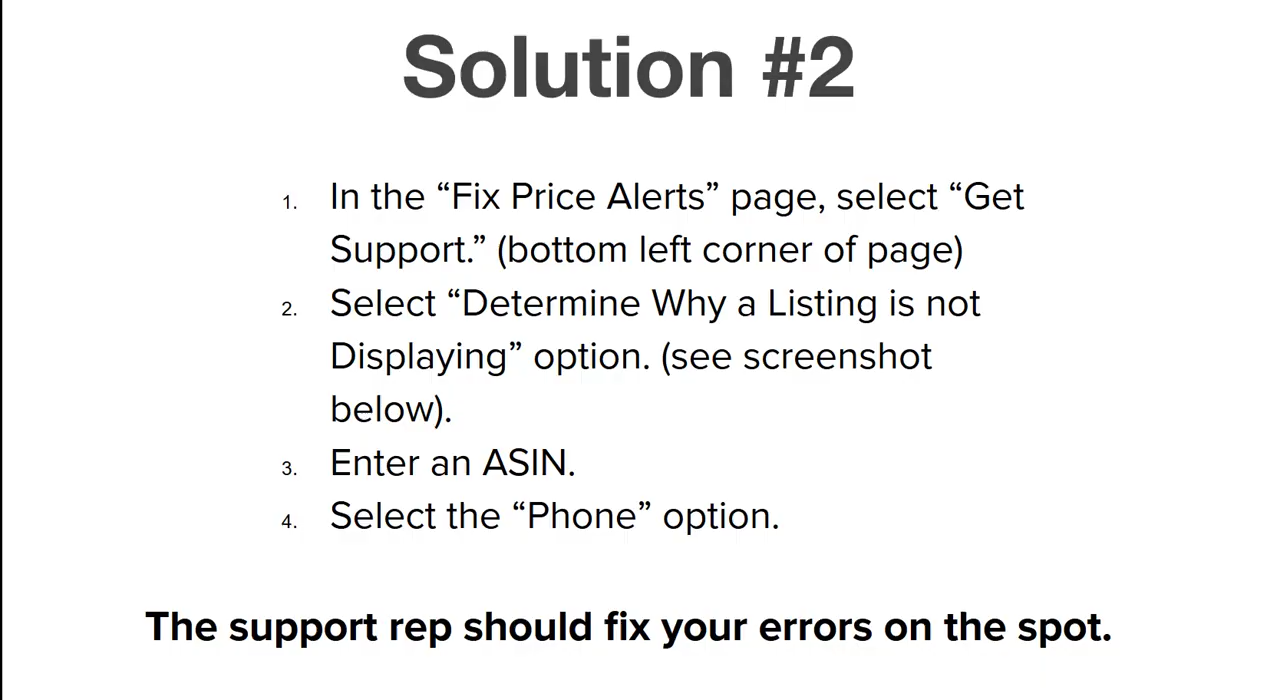 Solution #2
1. In the “Fix Price Alerts” page, select “Get
Support.” (bottom left corner of page)
2. Select “Determine Why a Listing is not
Displaying” option. (see screenshot
below).
3. Enter an ASIN.
4. Select the “Phone” option.
The support rep should fix your errors on the spot.